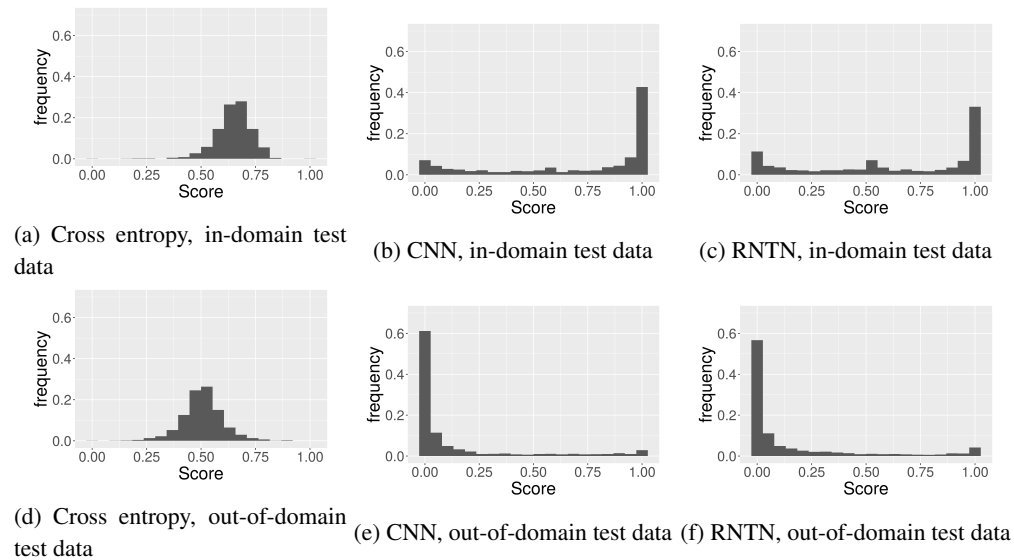 0.6
0.4
0.2
0.0
frequency
0.00 0.25 0.50 0.75 1.00
Score
(a) Cross entropy, in-domain test
data
0.6
0.4
0.2
0.0
frequency
0.00 0.25 0.50 0.75 1.00
Score
(b) CNN, in-domain test data
0.6
0.4
0.2
0.0
frequency
0.00 0.25 0.50 0.75 1.00
Score
(c) RNTN, in-domain test data
0.6
0.4
0.2
0.0
frequency
0.00 0.25 0.50 0.75 1.00
Score
(d) Cross entropy, out-of-domain
test data
0.6
0.4
0.2
0.0
frequency
0.00 0.25 0.50 0.75 1.00
Score
(e) CNN, out-of-domain test data
0.6
0.4
0.2
0.0
frequency
0.00 0.25 0.50 0.75 1.00
Score
(f) RNTN, out-of-domain test data